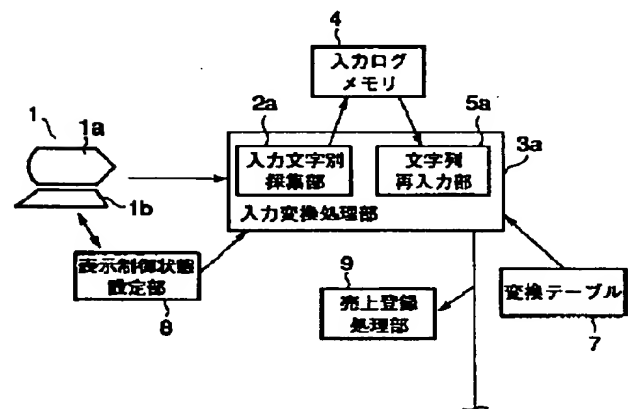 4
入力ログ
メモリ
1
1a
2a
5a
3a
入力文字別
採集部
文字列
再入力部
1b
入力変換処理部
表示制御状態
設定部
8
9
売上登録
処理部
変換テーブル
7